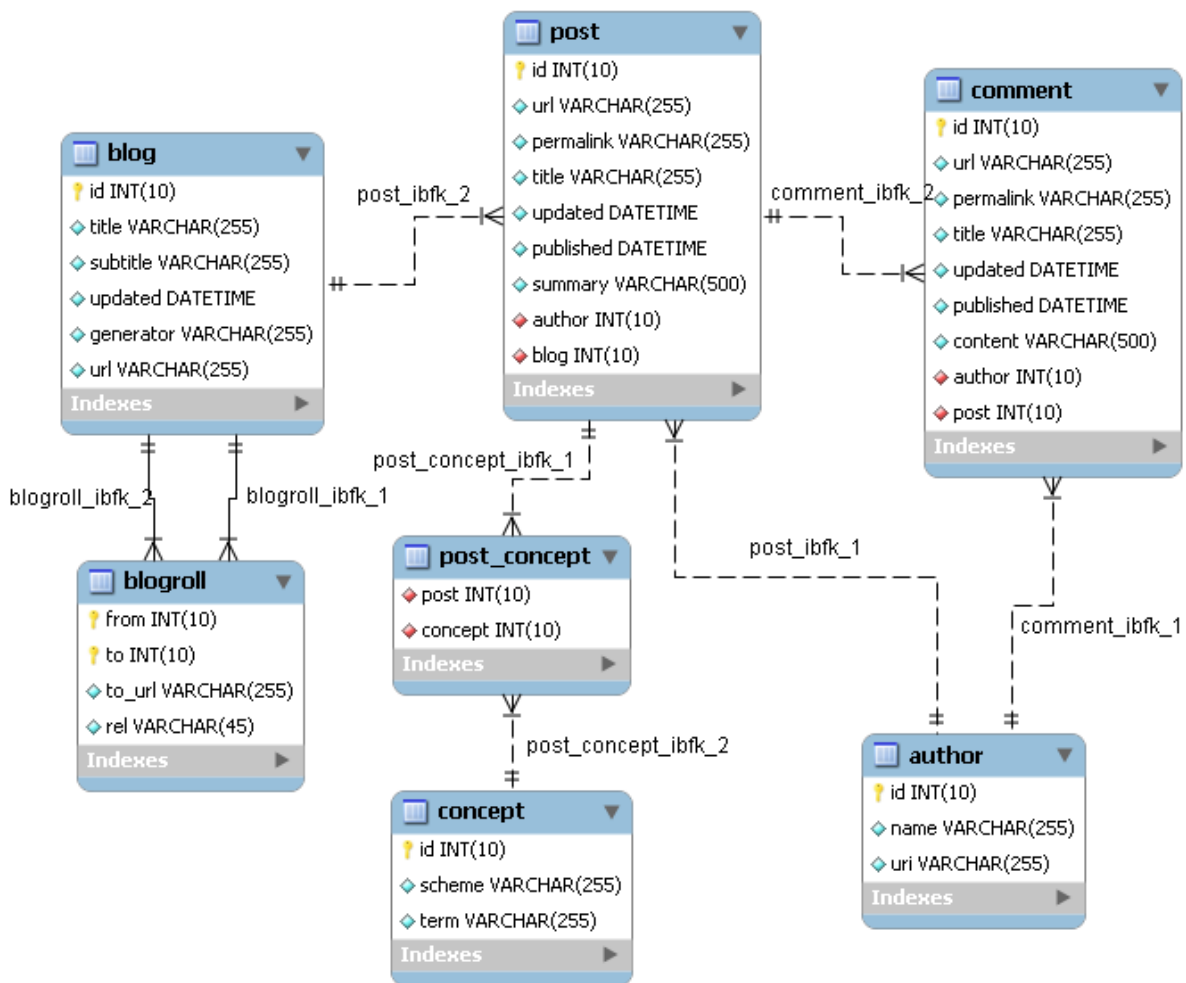 post
id INT(10)
url VARCHAR(255)
permalink VARCHAR(255)
title VARCHAR(255)
updated DATETIME
published DATETIME
summary VARCHAR(500)
author INT(10)
blog INT(10)
Indexes
comment
id INT(10)
url VARCHAR(255)
permalink VARCHAR(255)
title VARCHAR(255)
updated DATETIME
published DATETIME
content VARCHAR(500)
author INT(10)
post INT(10)
Indexes
blog
id INT(10)
title VARCHAR(255)
subtitle VARCHAR(255)
updated DATETIME
generator VARCHAR(255)
url VARCHAR(255)
Indexes
post_ibfk_2
comment_ibfk_2
blogroll_ibfk_2
blogroll_ibfk_1
post_concept_ibfk_1
post_ibfk_1
comment_ibfk_1
blogroll
from INT(10)
to INT(10)
to_url VARCHAR(255)
rel VARCHAR(45)
Indexes
post_concept
post INT(10)
concept INT(10)
Indexes
post_concept_ibfk_2
concept
id INT(10)
scheme VARCHAR(255)
term VARCHAR(255)
Indexes
author
id INT(10)
name VARCHAR(255)
uri VARCHAR(255)
Indexes